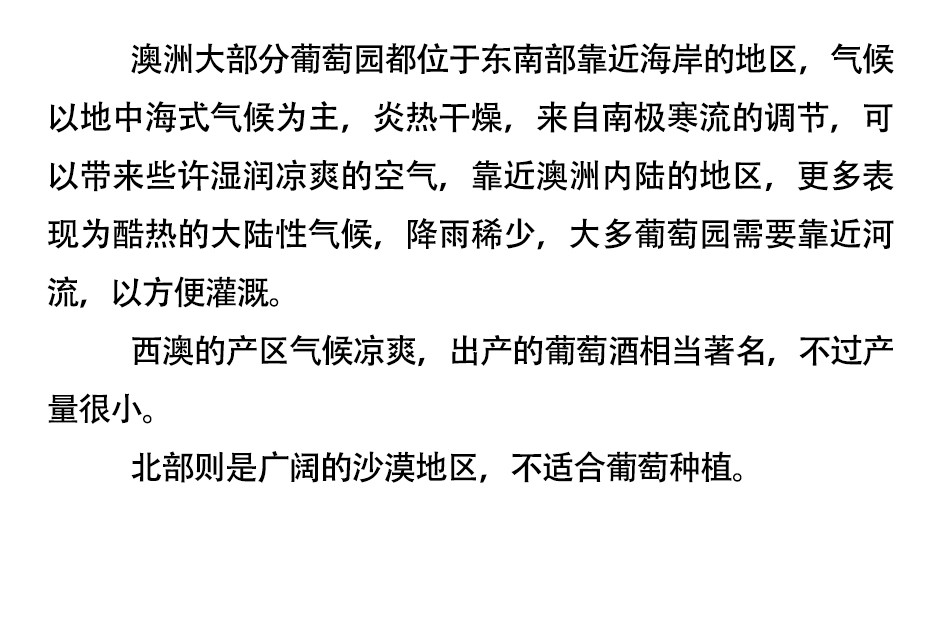 澳洲大部分葡萄园都位于东南部靠近海岸的地区，气候
以地中海式气候为主，炎热干燥，来自南极寒流的调节，可
以带来些许湿润凉爽的空气，靠近澳洲内陆的地区，更多表
现为酷热的大陆性气候，降雨稀少，大多葡萄园需要靠近河
流，以方便灌溉。
西澳的产区气候凉爽，出产的葡萄酒相当著名，不过产
量很小。
北部则是广阔的沙漠地区，不适合葡萄种植。